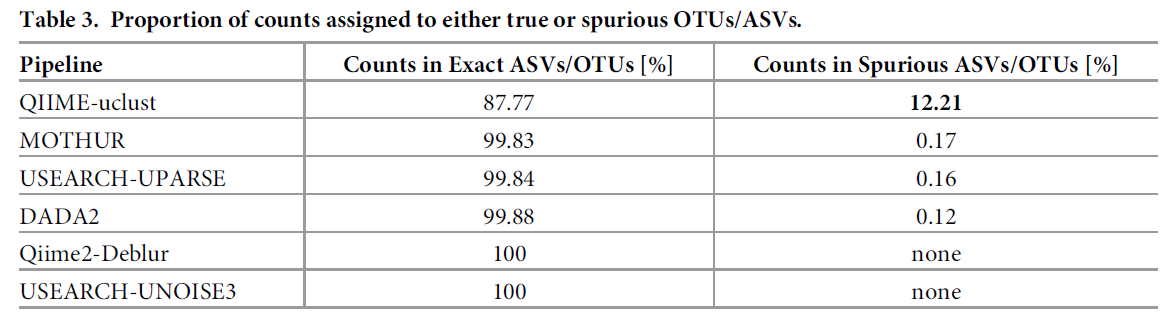 Table 3. Proportion of counts assigned to either true or spurious OTUs/ASVs.
Pipeline Counts in Exact ASVs/OTUs [%] Counts in Spurious ASVs/OTUs [%]
QIIME-uclust 87.77 12.21
MOTHUR 99.83 0.17
USEARCH-UPARSE 99.84 0.16
DADA2 99.88 0.12
Qiime2-Deblur 100 none
USEARCH-UNOISE3 100 none